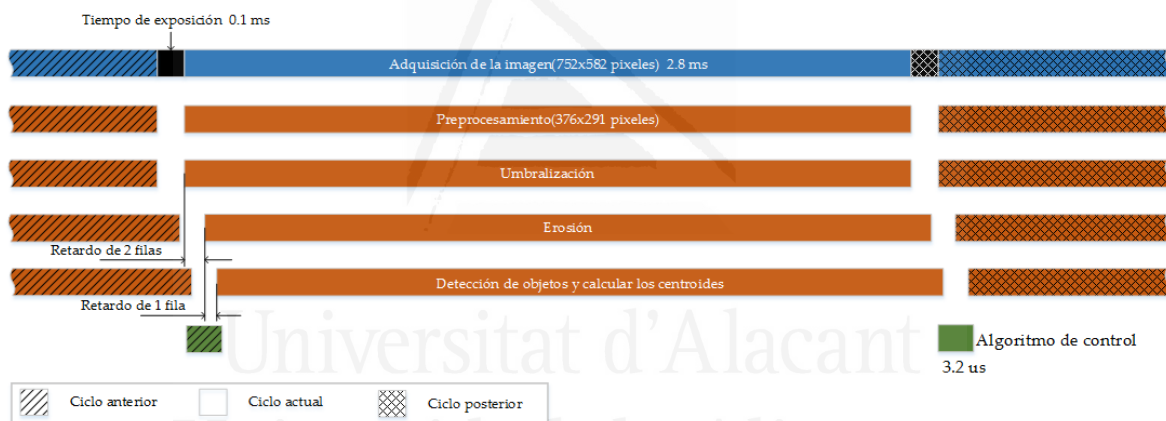 Tiempo de exposición 0.1 ms
Adquisición de la imagen(752x582 pixeles) 2.8 ms
Preprocesamiento(376x291 pixeles)
Umbralización
Erosión
Retardo de 2 filas
Detección de objetos y calcular los centroides
Retardo de 1 fila
Universitat d'Alacant
Algoritmo de control
3.2 us
Ciclo anterior
Ciclo actual
Ciclo posterior